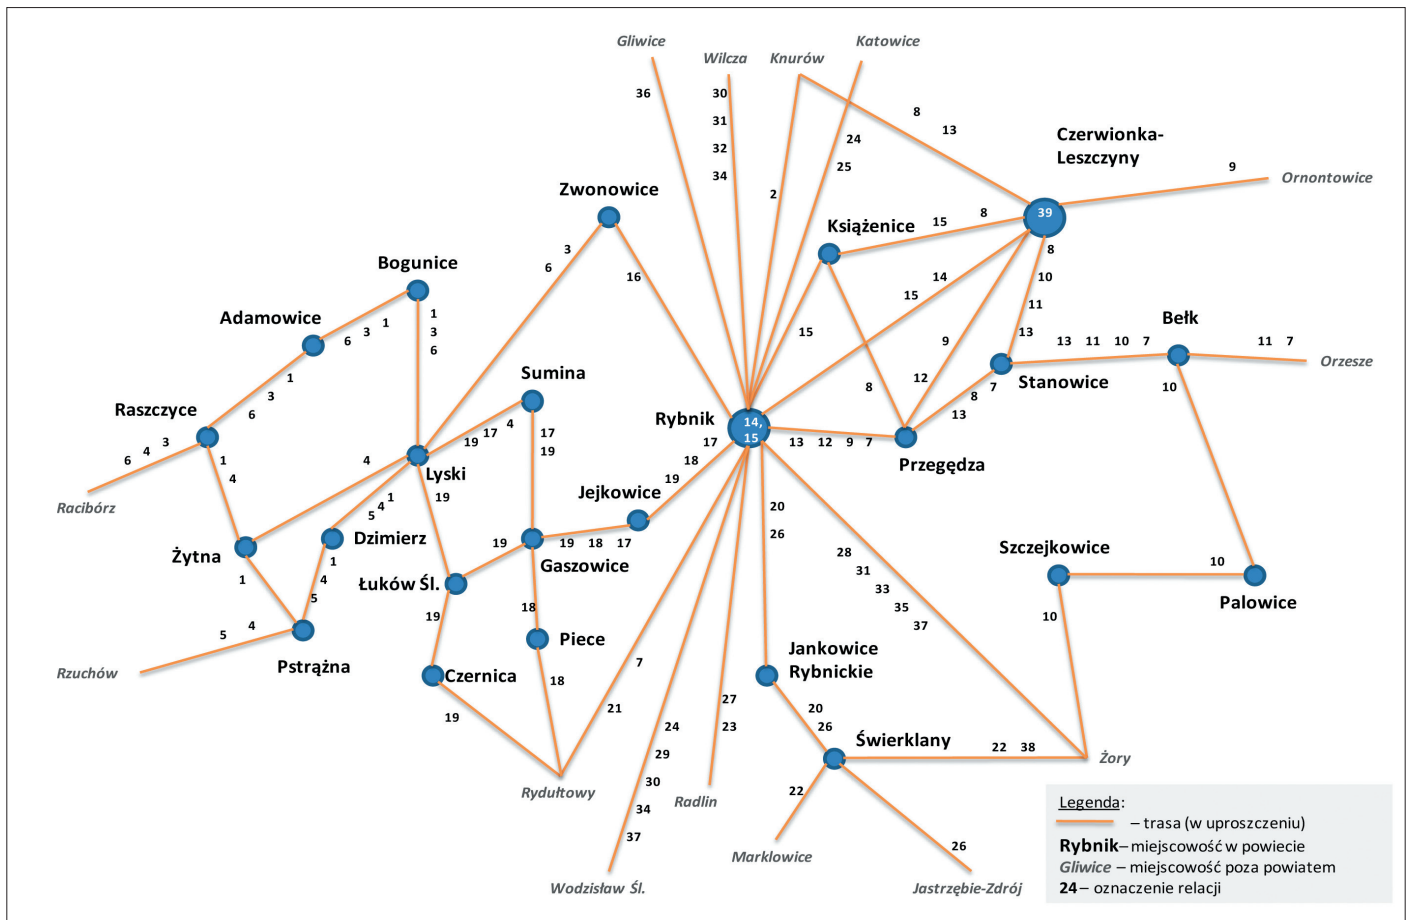 Gliwice
Wilcza
Knurów
Katowice
36
30
31
32
34
2
24
25
8
13
Czerwionka-
Leszczyny
39
9
Ornontowice
Zwonowice
3
6
16
Książenice
15
8
14
15
8
10
11
13
Bogunice
1
3
6
Adamowice
6
3
1
1
3
6
Sumina
19
17
4
17
19
15
8
9
12
13
8
7
Stanowice
13
11
10
7
Bełk
11
7
Orzesze
10
Raszczyce
6
4
3
Racibórz
1
4
Rybnik
14,
15
13
12
9
7
Przegędza
17
18
19
Lyski
4
1
4
5
19
Jejkowice
Żytna
Dzimierz
1
4
5
19
19
18
17
Gaszowice
Łuków Śl.
20
26
28
31
33
35
37
Szczejkowice
10
10
Palowice
1
5
4
Rzuchów
Pstrążna
19
18
Piece
Czernica
18
19
7
21
Rydułtowy
24
29
30
34
37
Wodzisław Śl.
27
23
Radlin
Jankowice
Rybnickie
20
26
Świerklany
22
38
Żory
22
Marklowice
26
Jastrzębie-Zdrój
Legenda:
– trasa (w uproszczeniu)
Rybnik– miejscowość w powiecie
Gliwice – miejscowość poza powiatem
24 – oznaczenie relacji